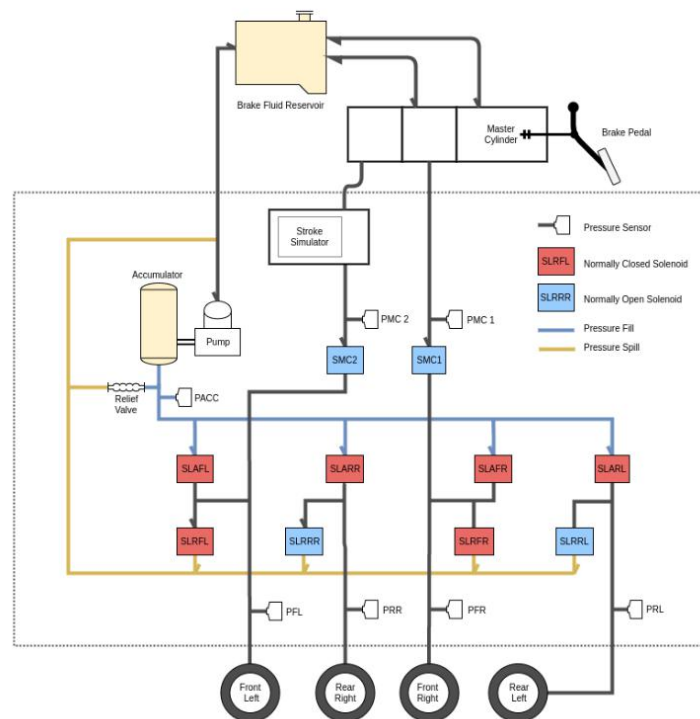 Brake Fluid Reservoir
Master
Cylinder
Brake Pedal
Stroke
Simulator
Pressure Sensor
SLRFL
Normally Closed Solenoid
SLRRR
Normally Open Solenoid
Pressure Fill
Pressure Spill
Accumulator
Pump
PMC 2
PMC 1
SMC2
SMC1
Relief
Valve
PACC
SLAFL
SLARR
SLAFR
SLARL
SLRFL
SLRRR
SLRFR
SLRRL
PFL
PRR
PFR
PRL
Front
Left
Rear
Right
Front
Right
Rear
Left